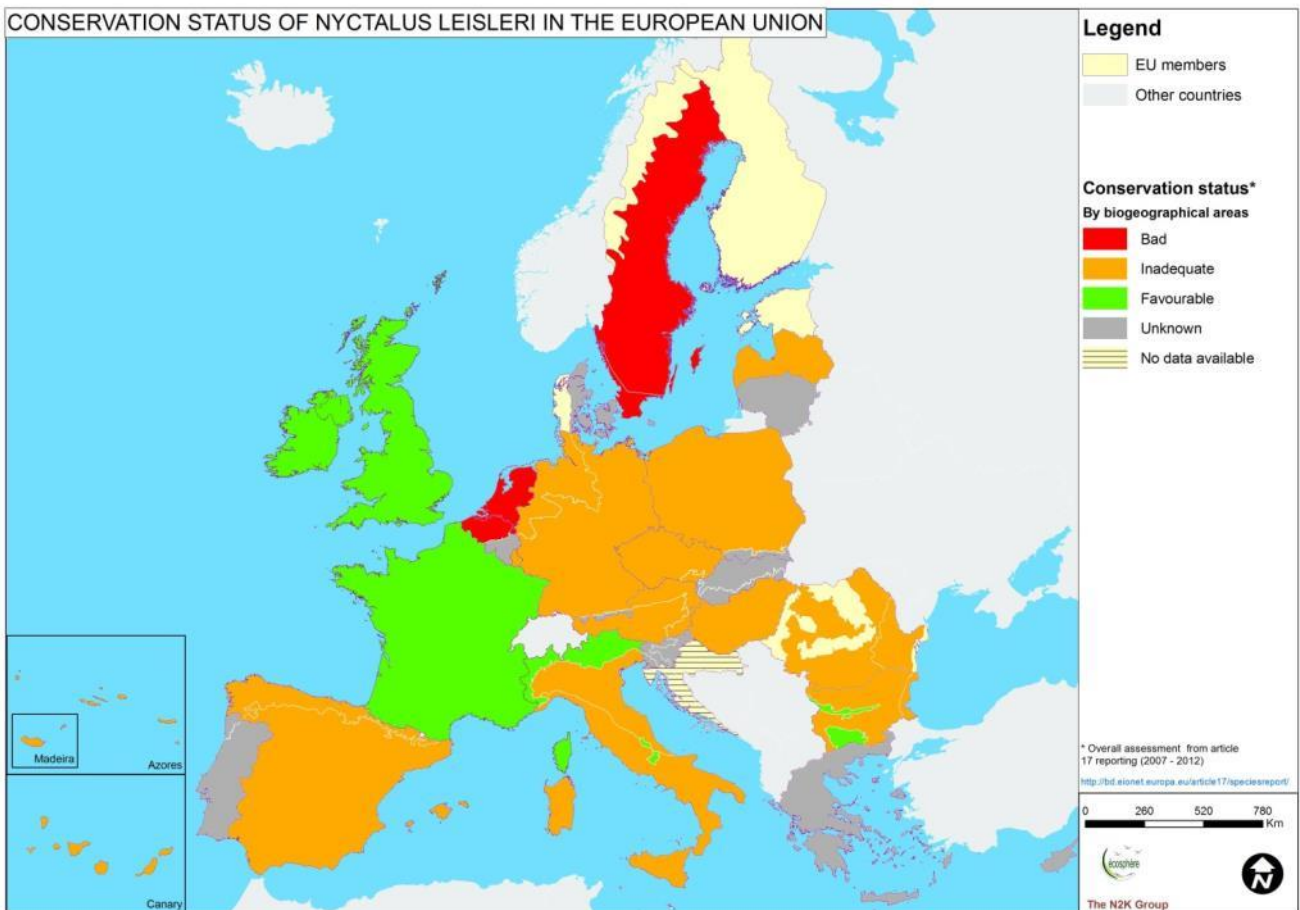 CONSERVATION STATUS OF NYCTALUS LEISLERI IN THE EUROPEAN UNION
Legend
EU members
Other countries
Conservation status*
By biogeographical areas
Bad
Inadequate
Favourable
Unknown
No data available
Madeira
Azores
Canary
* Overall assessment from article
17 reporting (2007 - 2012)
http://bd.eionet.europa.eu/article17/speciesreport/
0 260 520 780
Km
écosphère
N
The N2K Group